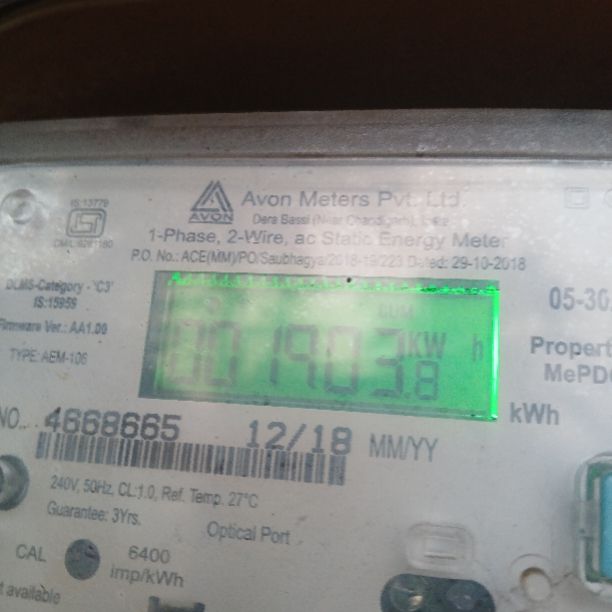 IS:13779
Avon Meters Pvt. Ltd.
AVON
Dera Bassi (Near Chandigarh), India
1-Phase, 2-Wire, ac Static Energy Meter
P.O. No.: ACE(MM)/PO/Saubhagya/2018-19/223 Dated: 29-10-2018
DLMS-Category - 'C3'
IS:15959
Firmware Ver.: AA1.00
TYPE: AEM-106
CUM
001903.8 KWh
05-30
Propert
MePDC
kWh
NO. 4668665 12/18 MM/YY
240V, 50Hz, CL:1.0, Ref. Temp. 27°C
Guarantee: 3Yrs.
Optical Port
CAL 6400
imp/kWh
t available